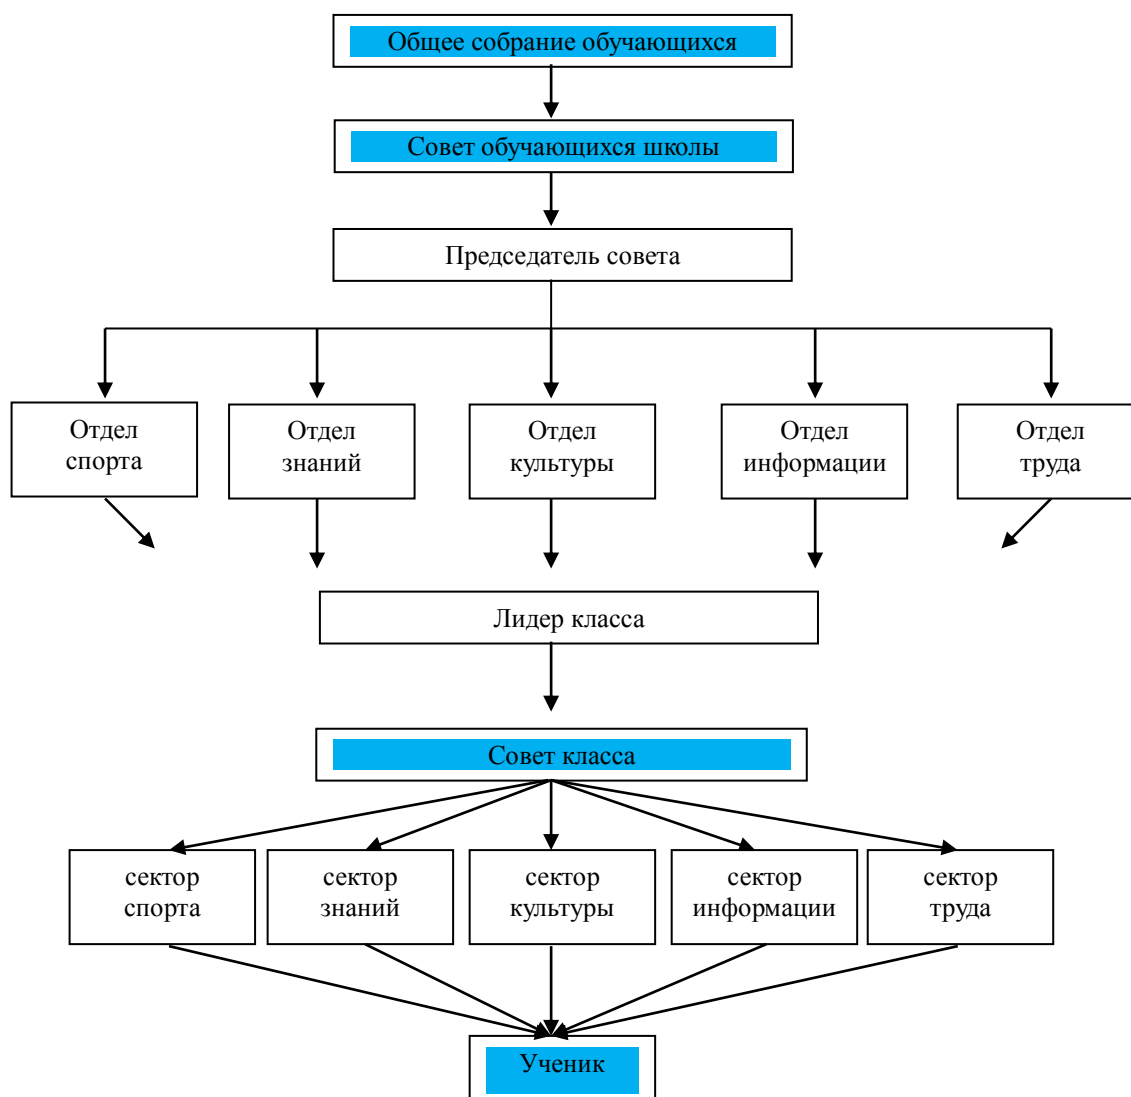 Общее собрание обучающихся
Совет обучающихся школы
Председатель совета
Отдел
спорта
Отдел
знаний
Отдел
культуры
Отдел
информации
Отдел
труда
Лидер класса
Совет класса
сектор
спорта
сектор
знаний
сектор
культуры
сектор
информации
сектор
труда
Ученик